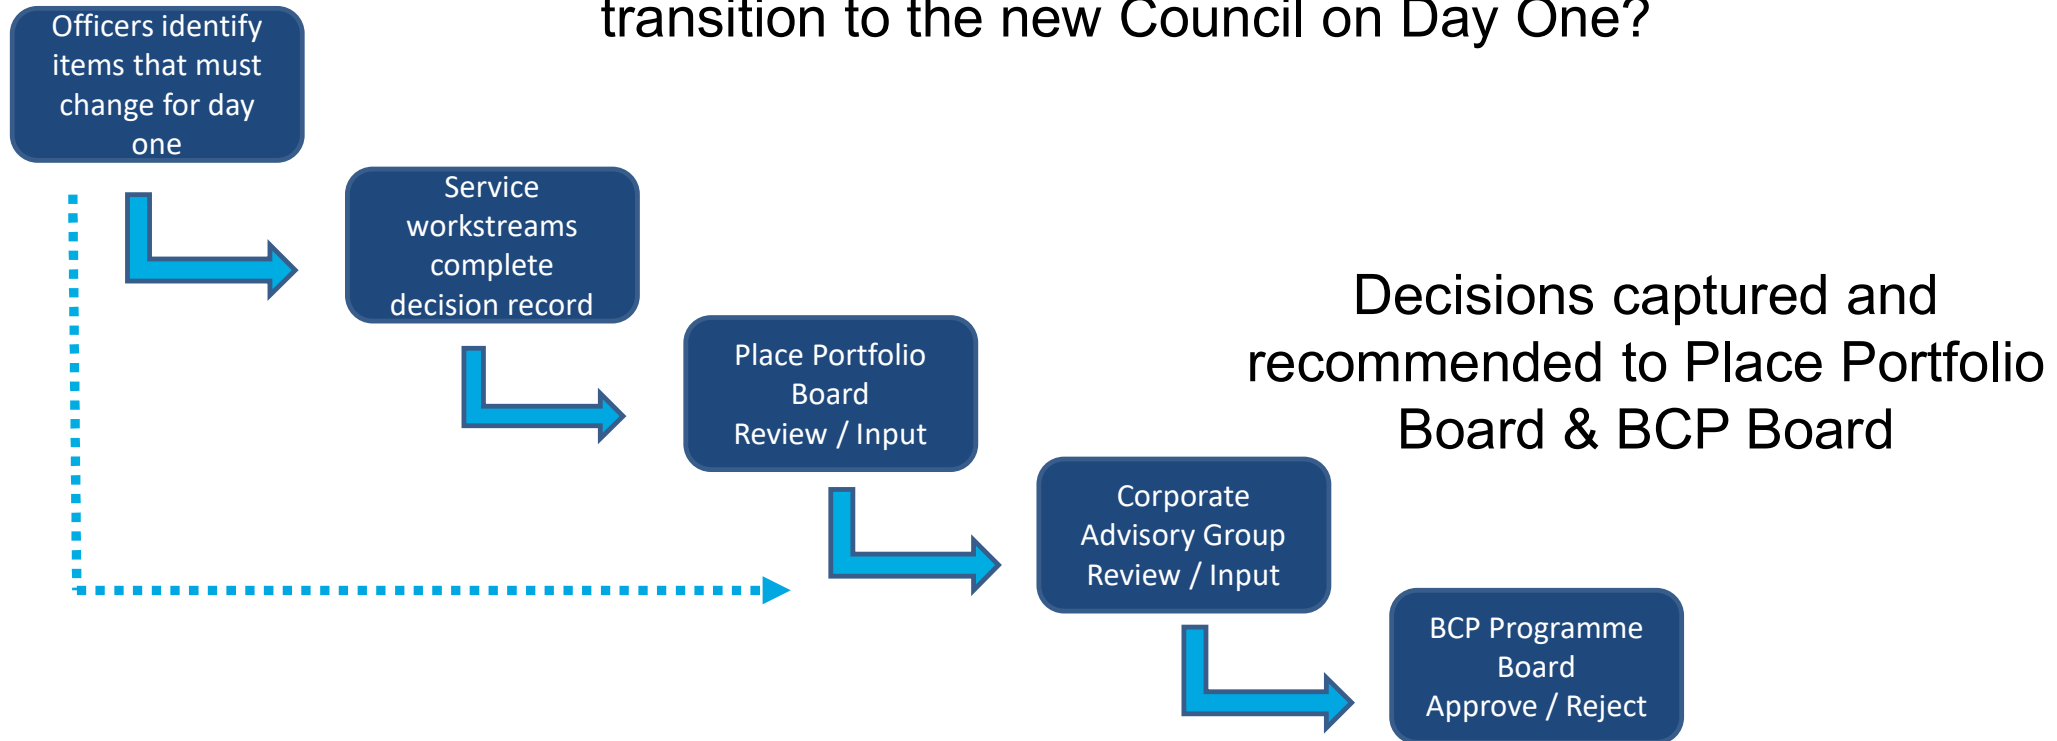 transition to the new Council on Day One?
Officers identify
items that must
change for day
one
Service
workstreams
complete
decision record
Place Portfolio
Board
Review / Input
Decisions captured and
recommended to Place Portfolio
Board & BCP Board
Corporate
Advisory Group
Review / Input
BCP Programme
Board
Approve / Reject